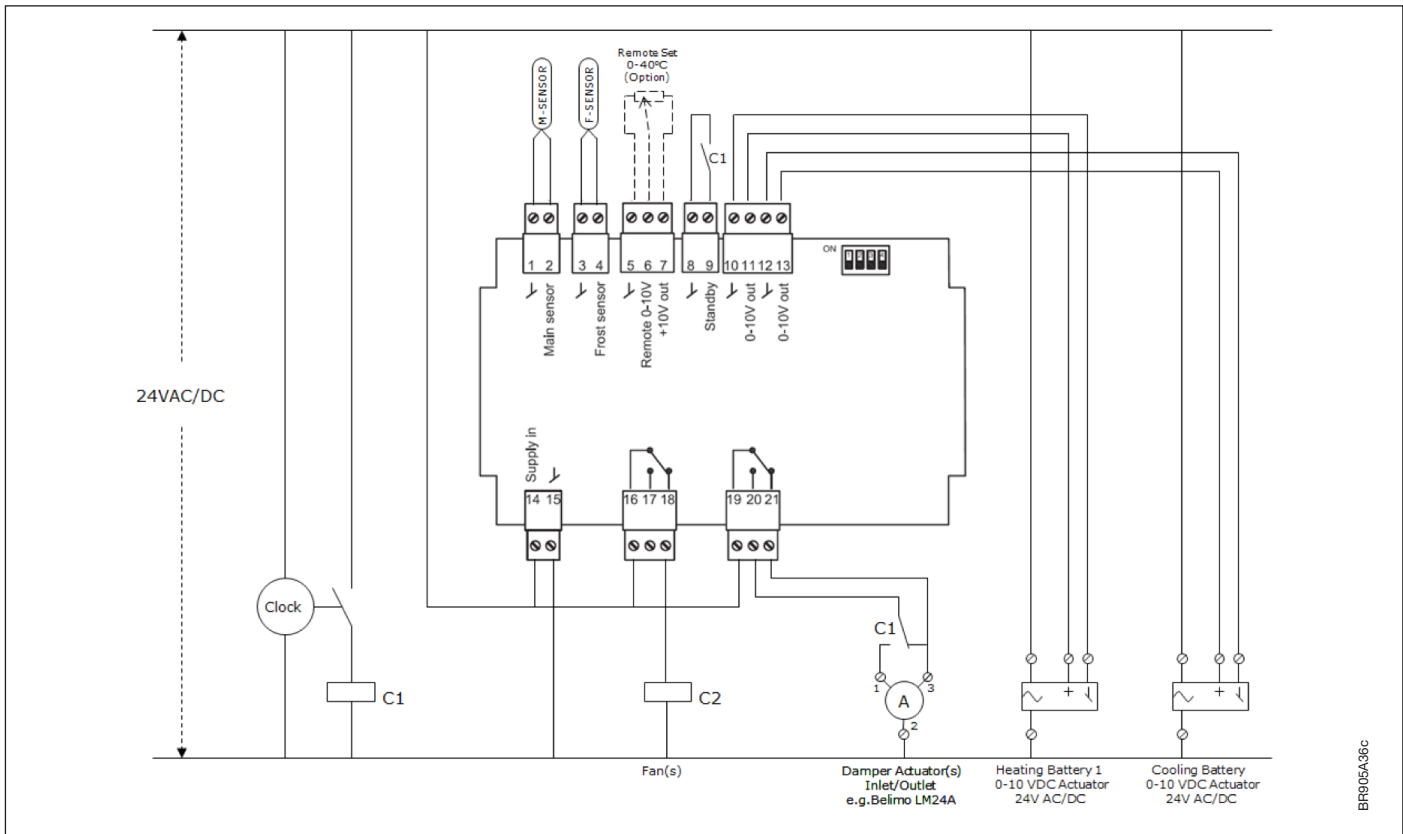 Remote Set
0-40ºC
(Option)
M-SENSOR
F-SENSOR
C1
ON
1 2 3 4
1 2
3 4
5 6 7
8 9
10 11 12 13
Main sensor
Frost sensor
Remote 0-10V
+10V out
Standby
0-10V out
0-10V out
24VAC/DC
Supply in
14 15
16 17 18
19 20 21
Clock
C1
C1
C2
1
3
A
2
+
+
Fan(s)
Damper Actuator(s)
Inlet/Outlet
e.g.Belimo LM24A
Heating Battery 1
0-10 VDC Actuator
24V AC/DC
Cooling Battery
0-10 VDC Actuator
24V AC/DC
BR905A36c